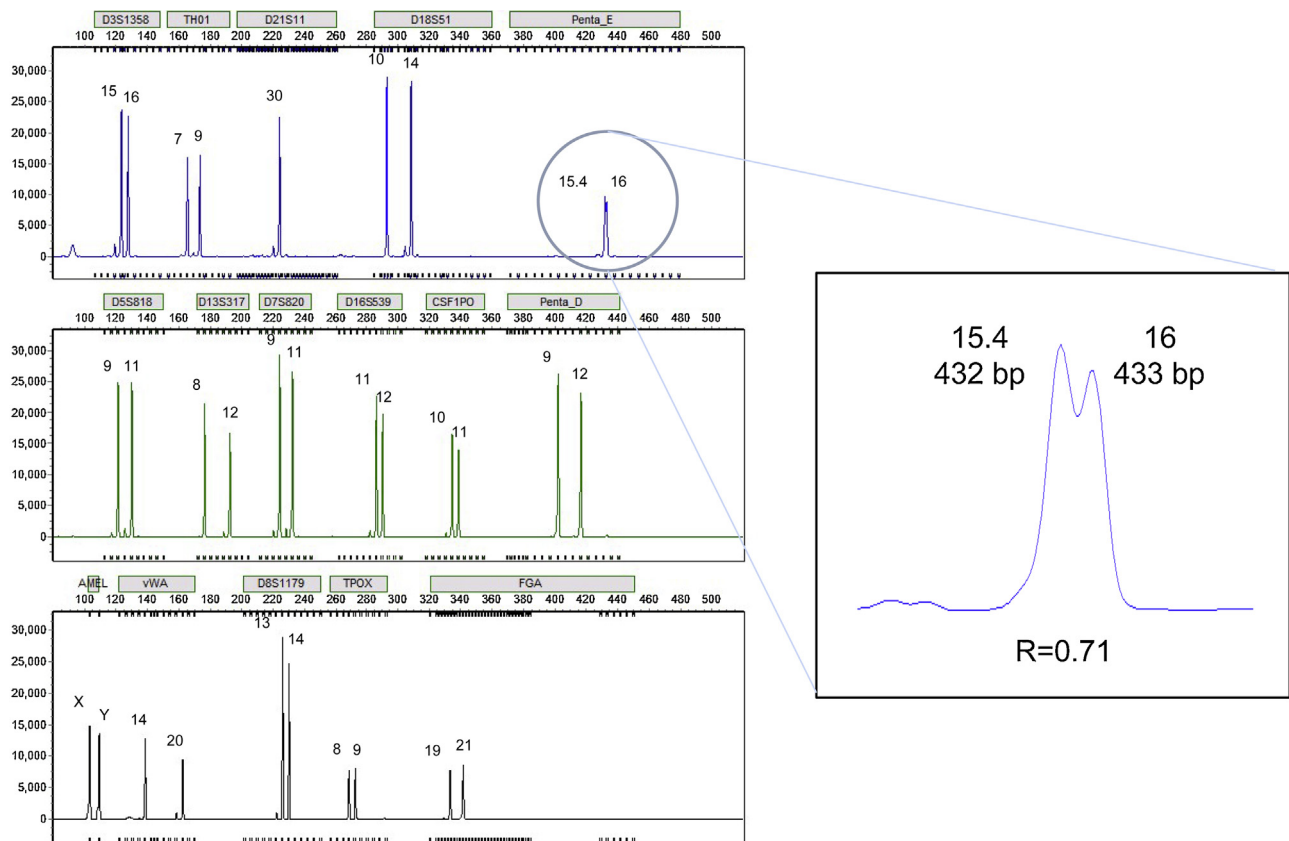 D3S1358 TH01 D21S11 D18S51 Penta_E
100 120 140 160 180 200 220 240 260 280 300 320 340 360 380 400 420 440 460 480 500
30,000
25,000
20,000
15,000
10,000
5,000
0
15 16 7 9 30 10 14 15.4 16
D5S818 D13S317 D7S820 D16S539 CSF1PO Penta_D
100 120 140 160 180 200 220 240 260 280 300 320 340 360 380 400 420 440 460 480 500
30,000
25,000
20,000
15,000
10,000
5,000
0
9 11 8 12 9 11 11 12 10 11 9 12
AMEL vWA D8S1179 TPOX FGA
100 120 140 160 180 200 220 240 260 280 300 320 340 360 380 400 420 440 460 480 500
30,000
25,000
20,000
15,000
10,000
5,000
0
X Y 14 20 13 14 8 9 19 21
15.4 16
432 bp 433 bp
R=0.71